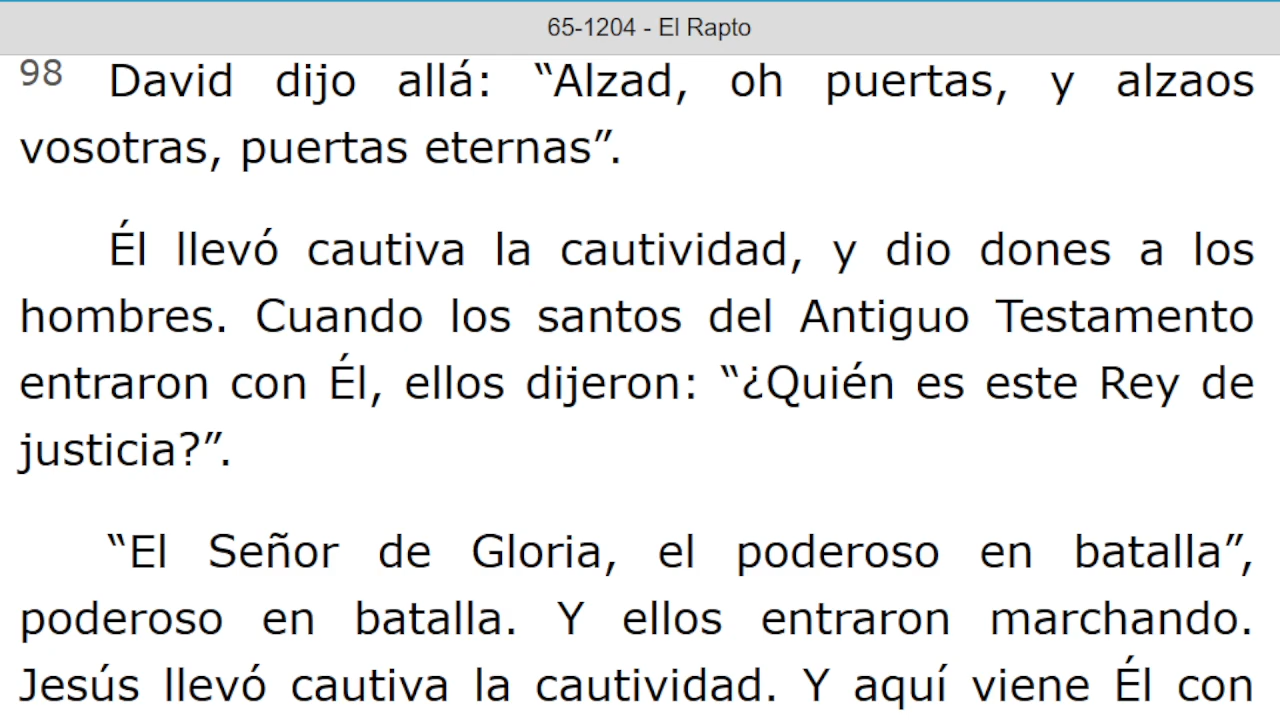 65-1204 - El Rapto
98 David dijo allá: “Alzad, oh puertas, y alzaos
vosotras, puertas eternas”.
Él llevó cautiva la cautividad, y dio dones a los
hombres. Cuando los santos del Antiguo Testamento
entraron con Él, ellos dijeron: “¿Quién es este Rey de
justicia?”.
“El Señor de Gloria, el poderoso en batalla”,
poderoso en batalla. Y ellos entraron marchando.
Jesús llevó cautiva la cautividad. Y aquí viene Él con